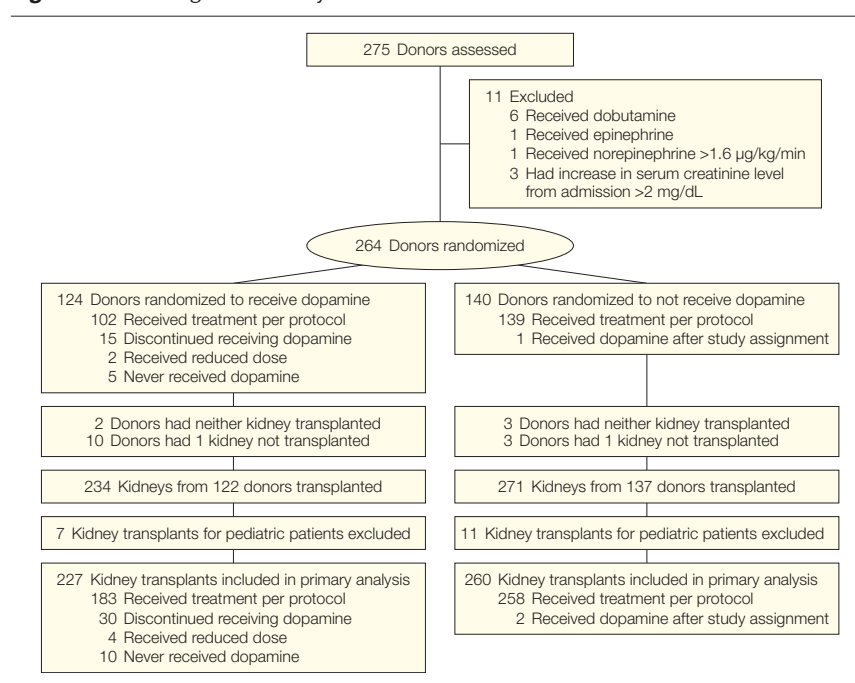 275 Donors assessed
11 Excluded
6 Received dobutamine
1 Received epinephrine
1 Received norepinephrine >1.6 µg/kg/min
3 Had increase in serum creatinine level
from admission >2 mg/dL
264 Donors randomized
124 Donors randomized to receive dopamine
102 Received treatment per protocol
15 Discontinued receiving dopamine
2 Received reduced dose
5 Never received dopamine
140 Donors randomized to not receive dopamine
139 Received treatment per protocol
1 Received dopamine after study assignment
2 Donors had neither kidney transplanted
10 Donors had 1 kidney not transplanted
3 Donors had neither kidney transplanted
3 Donors had 1 kidney not transplanted
234 Kidneys from 122 donors transplanted
271 Kidneys from 137 donors transplanted
7 Kidney transplants for pediatric patients excluded
11 Kidney transplants for pediatric patients excluded
227 Kidney transplants included in primary analysis
183 Received treatment per protocol
30 Discontinued receiving dopamine
4 Received reduced dose
10 Never received dopamine
260 Kidney transplants included in primary analysis
258 Received treatment per protocol
2 Received dopamine after study assignment